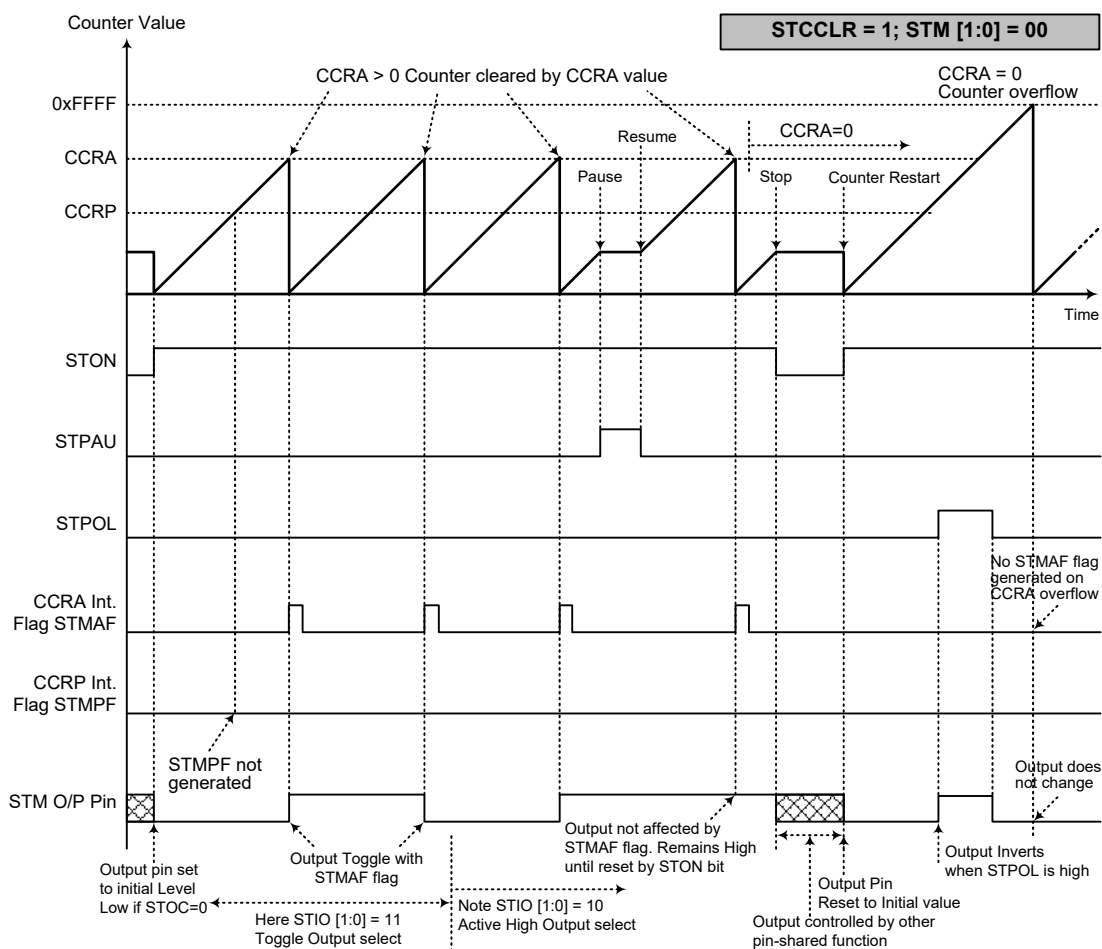 Counter Value
STCCLR = 1; STM [1:0] = 00
CCRA > 0 Counter cleared by CCRA value
CCRA = 0
Counter overflow
0xFFFF
CCRA=0
Resume
CCRA
Pause
Stop
Counter Restart
CCRP
Time
STON
STPAU
STPOL
No STMAF flag
generated on
CCRA overflow
CCRA Int.
Flag STMAF
CCRP Int.
Flag STMPF
STMPF not
generated
Output does
not change
STM O/P Pin
Output pin set
to initial Level
Low if STOC=0
Output Toggle with
STMAF flag
Output not affected by
STMAF flag. Remains High
until reset by STON bit
Output Inverts
when STPOL is high
Here STIO [1:0] = 11
Toggle Output select
Note STIO [1:0] = 10
Active High Output select
Output Pin
Reset to Initial value
Output controlled by other
pin-shared function